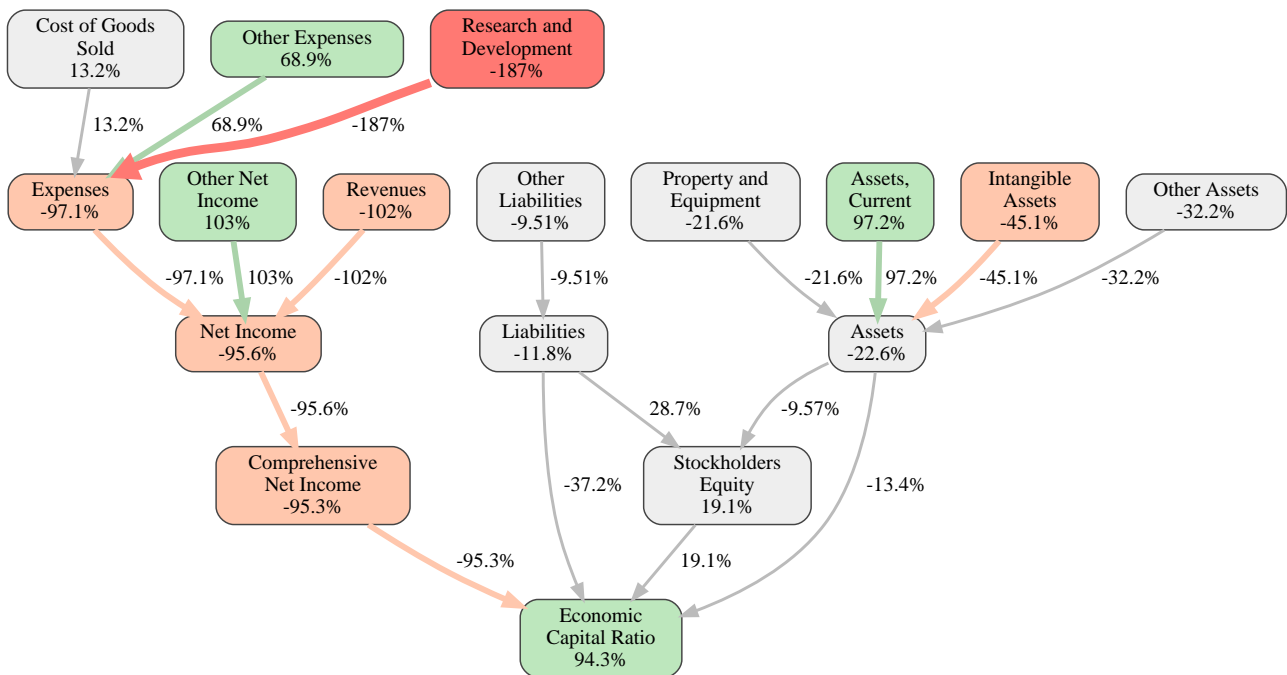 Cost of Goods
Sold
13.2%
Other Expenses
68.9%
Research and
Development
-187%
13.2%
68.9%
-187%
Expenses
-97.1%
Other Net
Income
103%
Revenues
-102%
Other
Liabilities
-9.51%
Property and
Equipment
-21.6%
Assets,
Current
97.2%
Intangible
Assets
-45.1%
Other Assets
-32.2%
-97.1%
103%
-102%
-9.51%
-21.6%
97.2%
-45.1%
-32.2%
Net Income
-95.6%
Liabilities
-11.8%
Assets
-22.6%
-95.6%
28.7%
-9.57%
Comprehensive
Net Income
-95.3%
-37.2%
Stockholders
Equity
19.1%
-13.4%
-95.3%
19.1%
Economic
Capital Ratio
94.3%